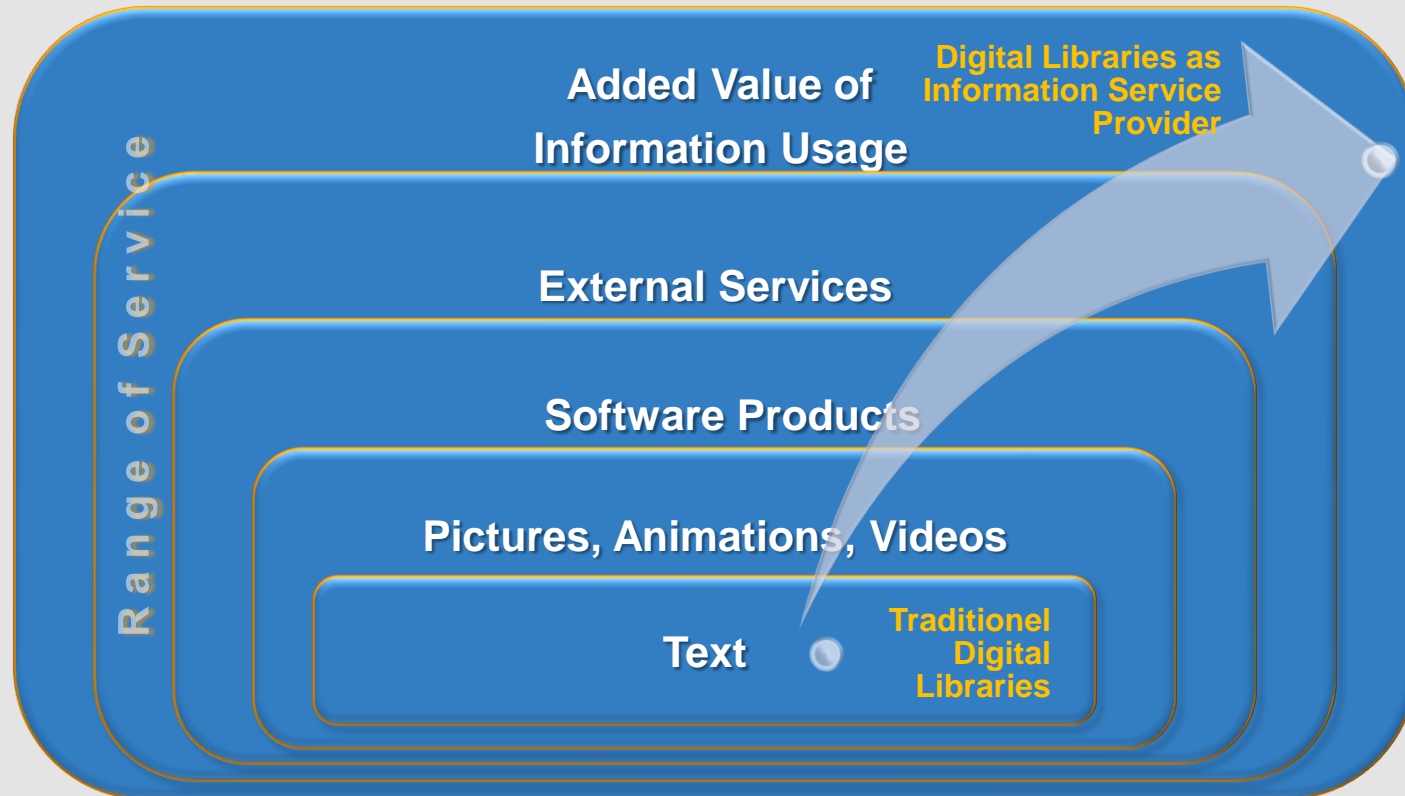 Added Value of
Information Usage
Digital Libraries as
Information Service
Provider
Range of Service
External Services
Software Products
Pictures, Animations, Videos
Text
Traditionel
Digital
Libraries